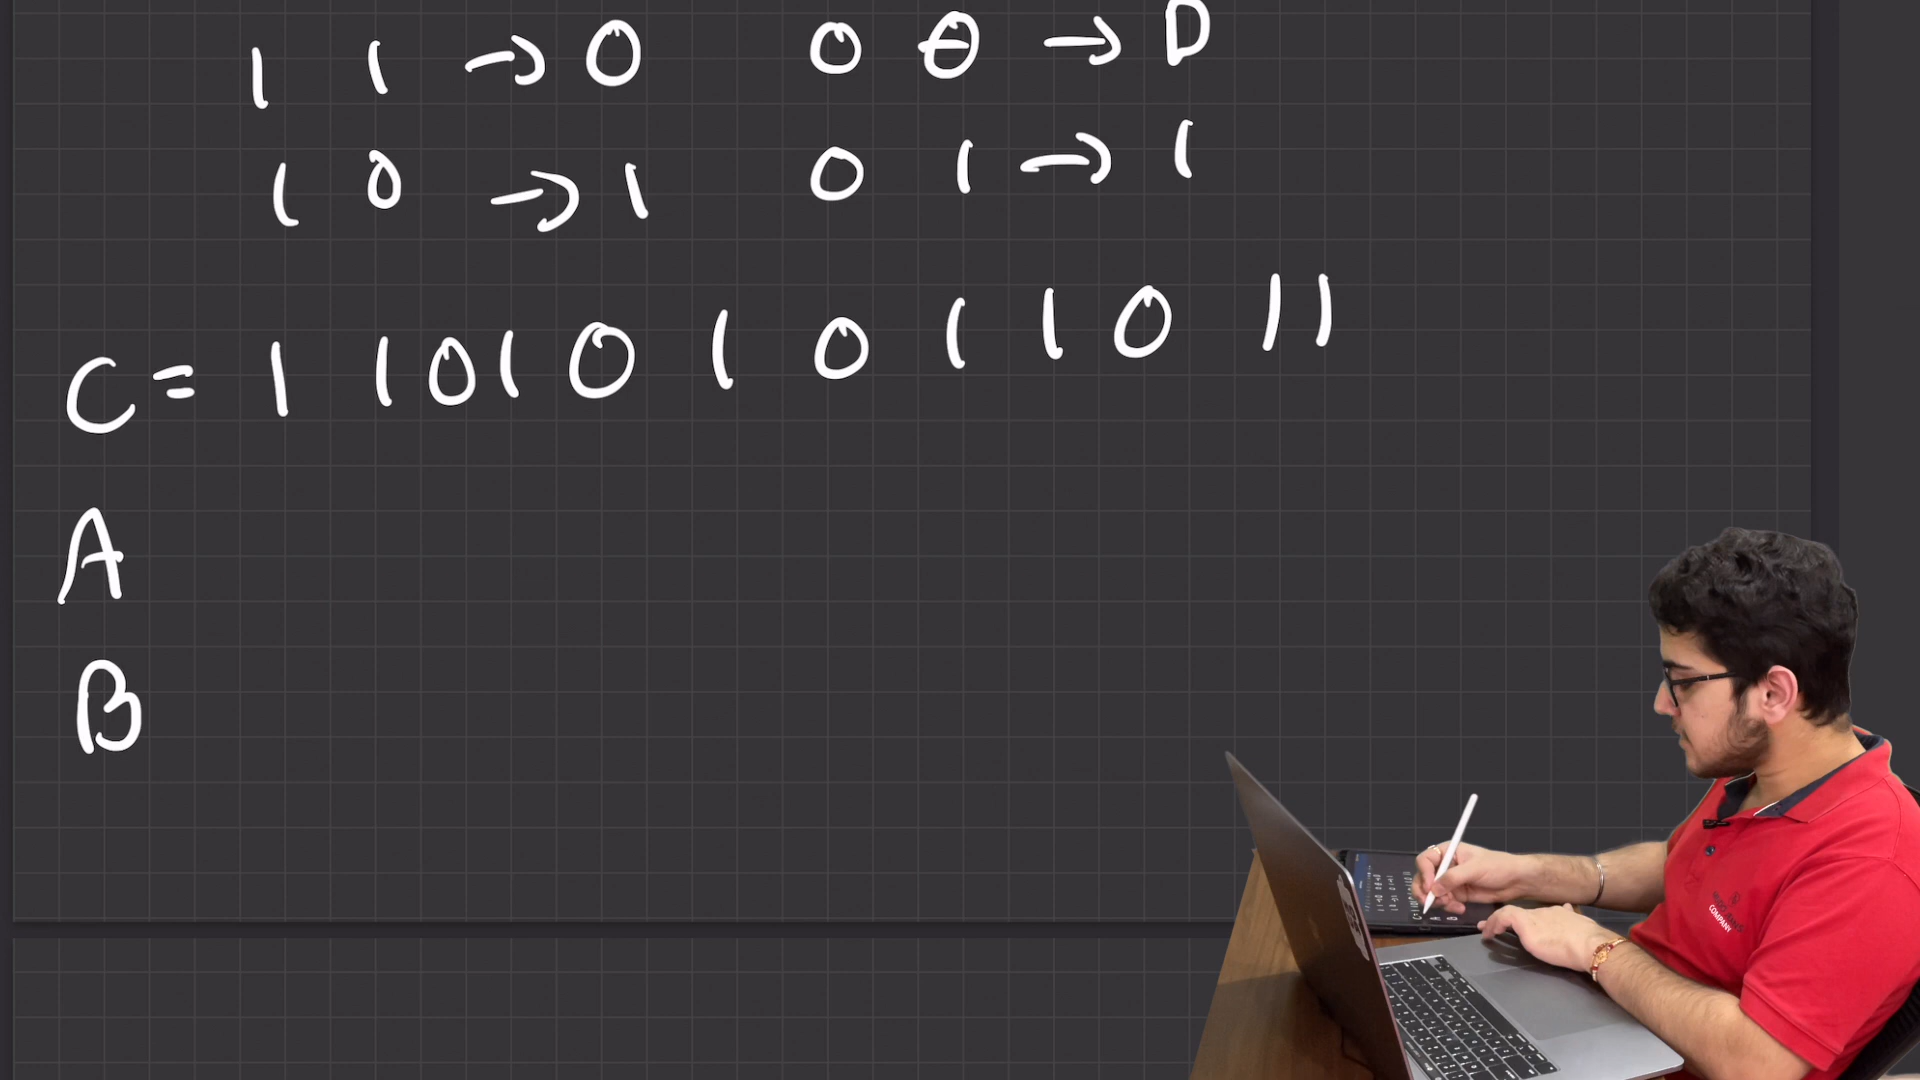 1 1 → 0 0 0 → 0
1 0 → 1 0 1 → 1
C = 1 1 0 1 0 1 0 1 1 0 1 1
A
B
COMPANY